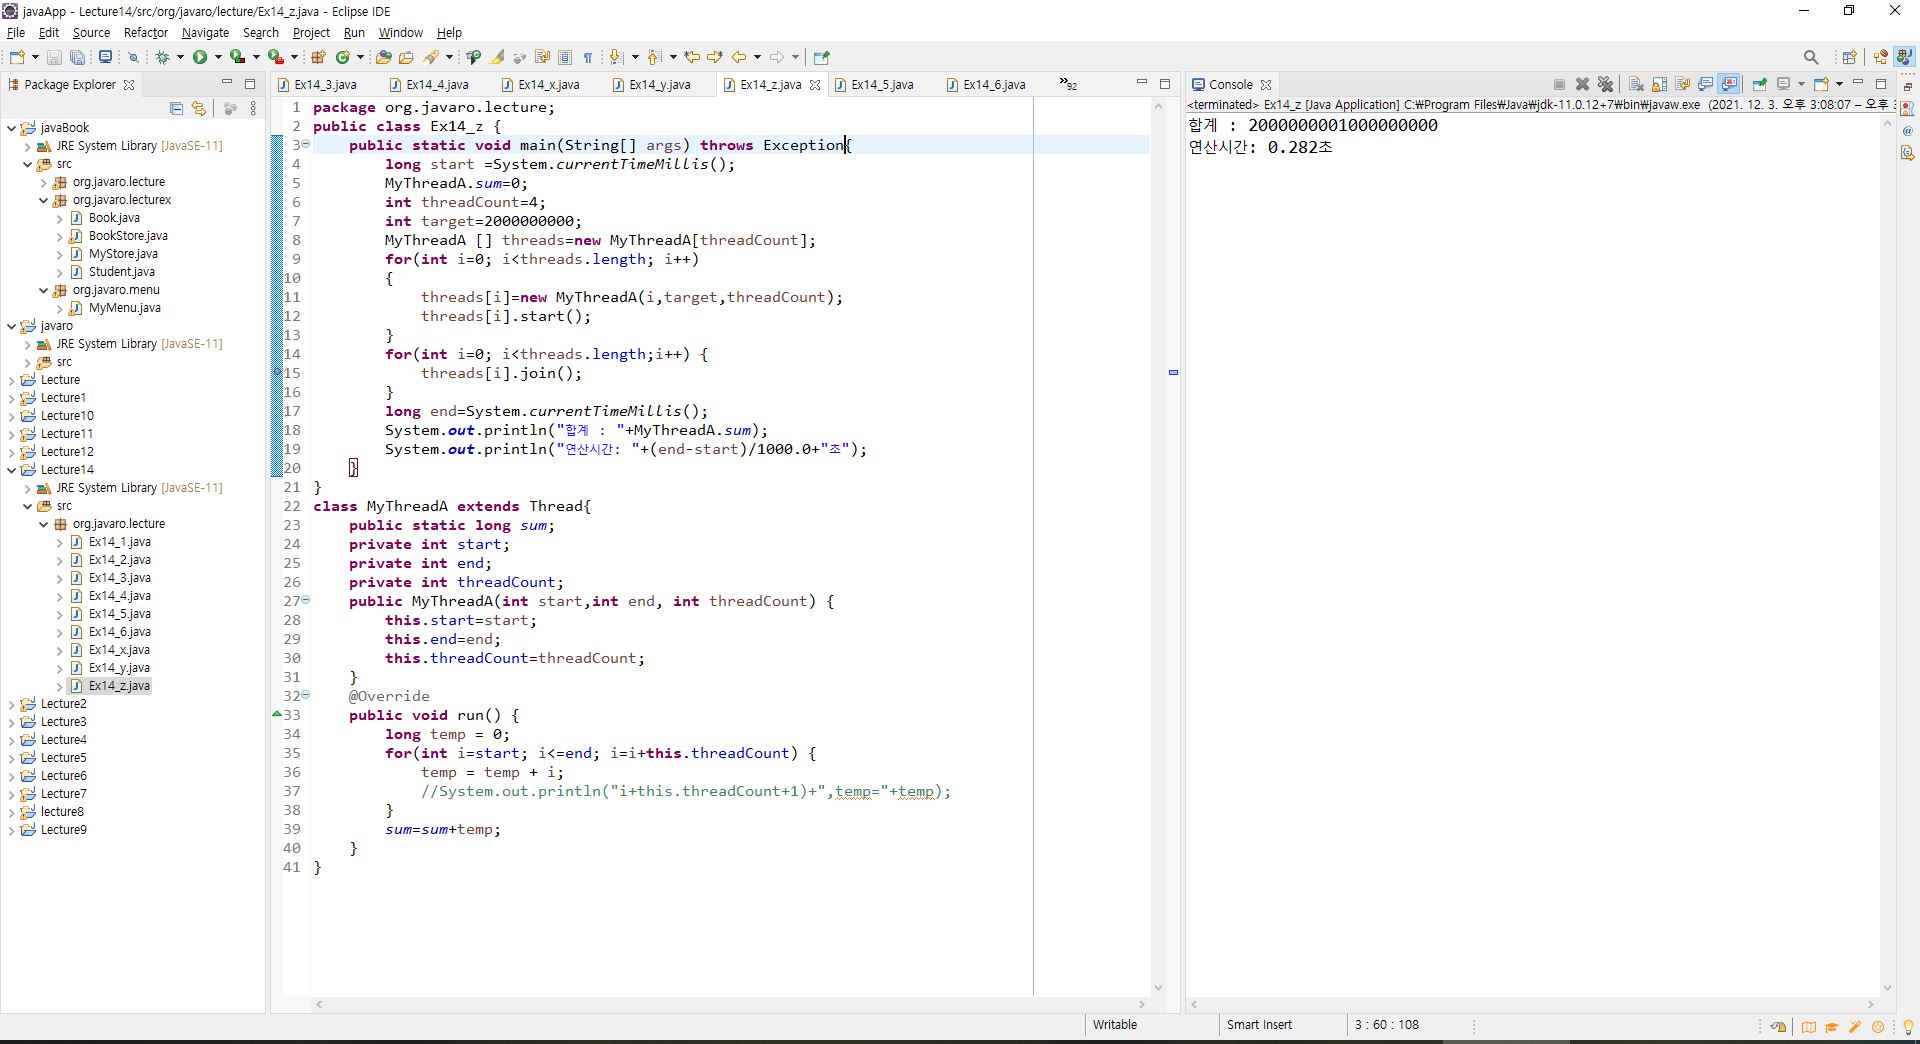 javaApp - Lecture14/src/org/javaro/lecture/Ex14_z.java - Eclipse IDE
File Edit Source Refactor Navigate Search Project Run Window Help
Package Explorer
javaBook
JRE System Library [JavaSE-11]
src
org.javaro.lecture
org.javaro.lecturex
Book.java
BookStore.java
MyStore.java
Student.java
org.javaro.menu
MyMenu.java
javaro
JRE System Library [JavaSE-11]
src
Lecture
Lecture1
Lecture10
Lecture11
Lecture12
Lecture14
JRE System Library [JavaSE-11]
src
org.javaro.lecture
Ex14_1.java
Ex14_2.java
Ex14_3.java
Ex14_4.java
Ex14_5.java
Ex14_6.java
Ex14_x.java
Ex14_y.java
Ex14_z.java
Lecture2
Lecture3
Lecture4
Lecture5
Lecture6
Lecture7
lecture8
Lecture9
Ex14_3.java Ex14_4.java Ex14_x.java Ex14_y.java Ex14_z.java Ex14_5.java Ex14_6.java »92
1 package org.javaro.lecture;
2 public class Ex14_z {
3 public static void main(String[] args) throws Exception{
4 long start =System.currentTimeMillis();
5 MyThreadA.sum=0;
6 int threadCount=4;
7 int target=2000000000;
8 MyThreadA [] threads=new MyThreadA[threadCount];
9 for(int i=0; i<threads.length; i++)
10 {
11 threads[i]=new MyThreadA(i,target,threadCount);
12 threads[i].start();
13 }
14 for(int i=0; i<threads.length;i++) {
15 threads[i].join();
16 }
17 long end=System.currentTimeMillis();
18 System.out.println("합계 : "+MyThreadA.sum);
19 System.out.println("연산시간: "+(end-start)/1000.0+"초");
20 }
21 }
22 class MyThreadA extends Thread{
23 public static long sum;
24 private int start;
25 private int end;
26 private int threadCount;
27 public MyThreadA(int start,int end, int threadCount) {
28 this.start=start;
29 this.end=end;
30 this.threadCount=threadCount;
31 }
32 @Override
33 public void run() {
34 long temp = 0;
35 for(int i=start; i<=end; i=i+this.threadCount) {
36 temp = temp + i;
37 //System.out.println("i+this.threadCount+1)+",temp="+temp);
38 }
39 sum=sum+temp;
40 }
41 }
Console
<terminated> Ex14_z [Java Application] C:₩Program Files₩Java₩jdk-11.0.12+7₩bin₩javaw.exe (2021. 12. 3. 오후 3:08:07 – 오후
합계 : 2000000001000000000
연산시간: 0.282초
Writable Smart Insert 3 : 60 : 108